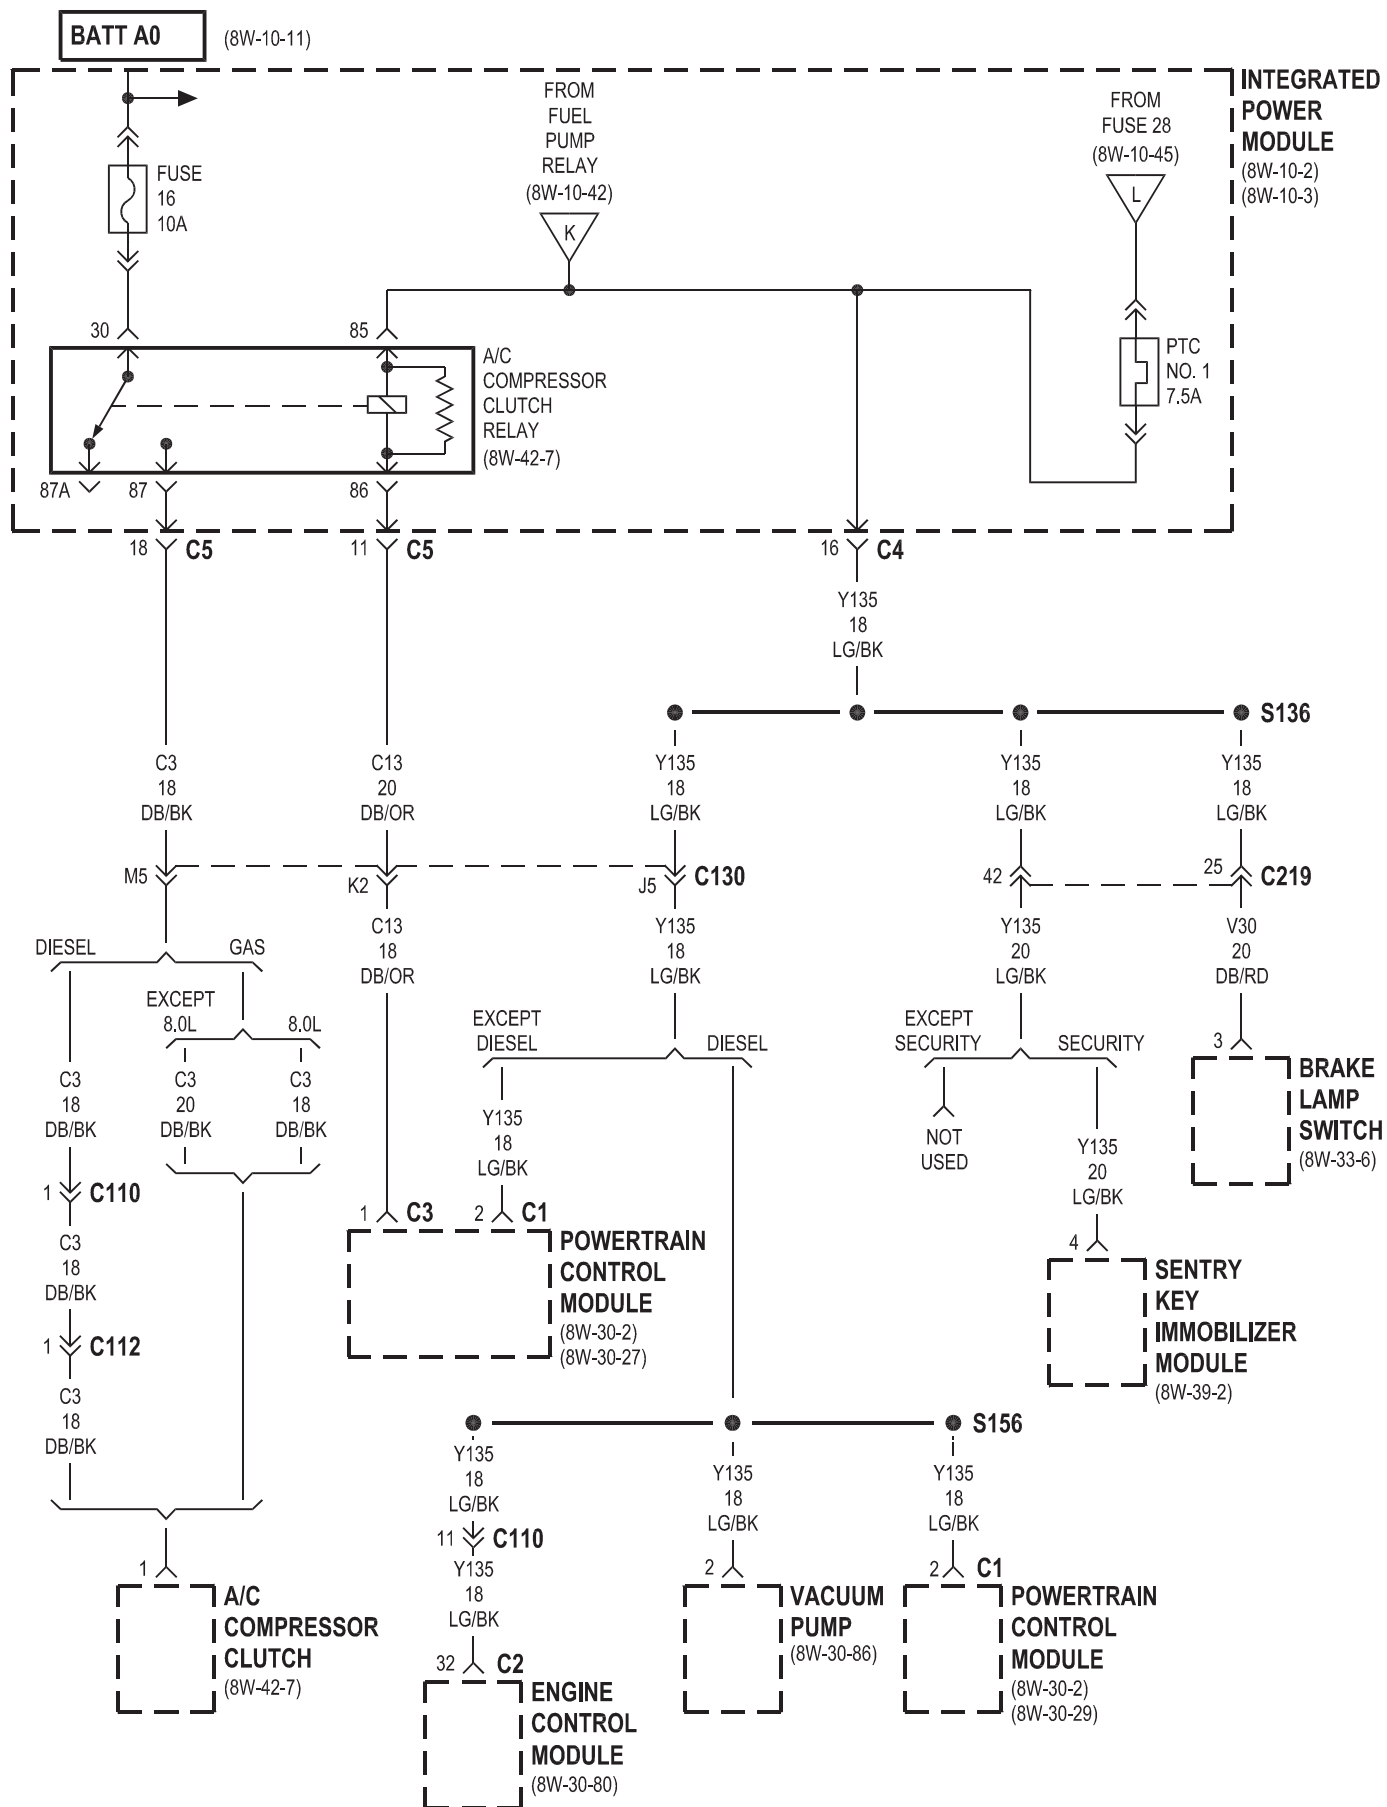 BATT A0
(8W-10-11)
INTEGRATED
POWER
MODULE
(8W-10-2)
(8W-10-3)
FROM
FUEL
PUMP
RELAY
(8W-10-42)
K
FROM
FUSE 28
(8W-10-45)
L
FUSE
16
10A
30
85
A/C
COMPRESSOR
CLUTCH
RELAY
(8W-42-7)
PTC
NO. 1
7.5A
87A
87
86
18
C5
11
C5
16
C4
Y135
18
LG/BK
S136
C3
18
DB/BK
C13
20
DB/OR
Y135
18
LG/BK
Y135
18
LG/BK
Y135
18
LG/BK
M5
K2
J5
C130
42
25
C219
C13
18
DB/OR
Y135
18
LG/BK
Y135
20
LG/BK
V30
20
DB/RD
DIESEL
GAS
EXCEPT
8.0L
8.0L
EXCEPT
DIESEL
DIESEL
EXCEPT
SECURITY
SECURITY
3
BRAKE
LAMP
SWITCH
(8W-33-6)
C3
18
DB/BK
C3
20
DB/BK
C3
18
DB/BK
Y135
18
LG/BK
NOT
USED
Y135
20
LG/BK
1
C110
1
C3
2
C1
POWERTRAIN
CONTROL
MODULE
(8W-30-2)
(8W-30-27)
4
SENTRY
KEY
IMMOBILIZER
MODULE
(8W-39-2)
C3
18
DB/BK
1
C112
C3
18
DB/BK
S156
Y135
18
LG/BK
Y135
18
LG/BK
Y135
18
LG/BK
11
C110
Y135
18
LG/BK
1
A/C
COMPRESSOR
CLUTCH
(8W-42-7)
2
VACUUM
PUMP
(8W-30-86)
2
C1
POWERTRAIN
CONTROL
MODULE
(8W-30-2)
(8W-30-29)
32
C2
ENGINE
CONTROL
MODULE
(8W-30-80)